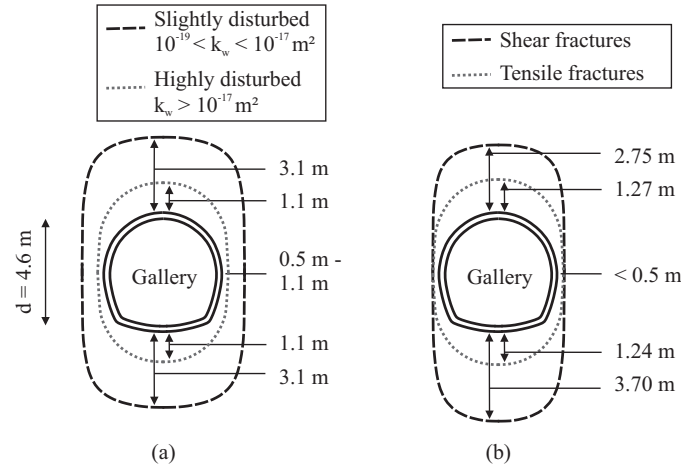 Slightly disturbed
10⁻¹⁹ < k_w < 10⁻¹⁷ m²
Highly disturbed
k_w > 10⁻¹⁷ m²
3.1 m
1.1 m
d = 4.6 m
Gallery
0.5 m -
1.1 m
1.1 m
3.1 m
(a)
Shear fractures
Tensile fractures
2.75 m
1.27 m
Gallery
< 0.5 m
1.24 m
3.70 m
(b)